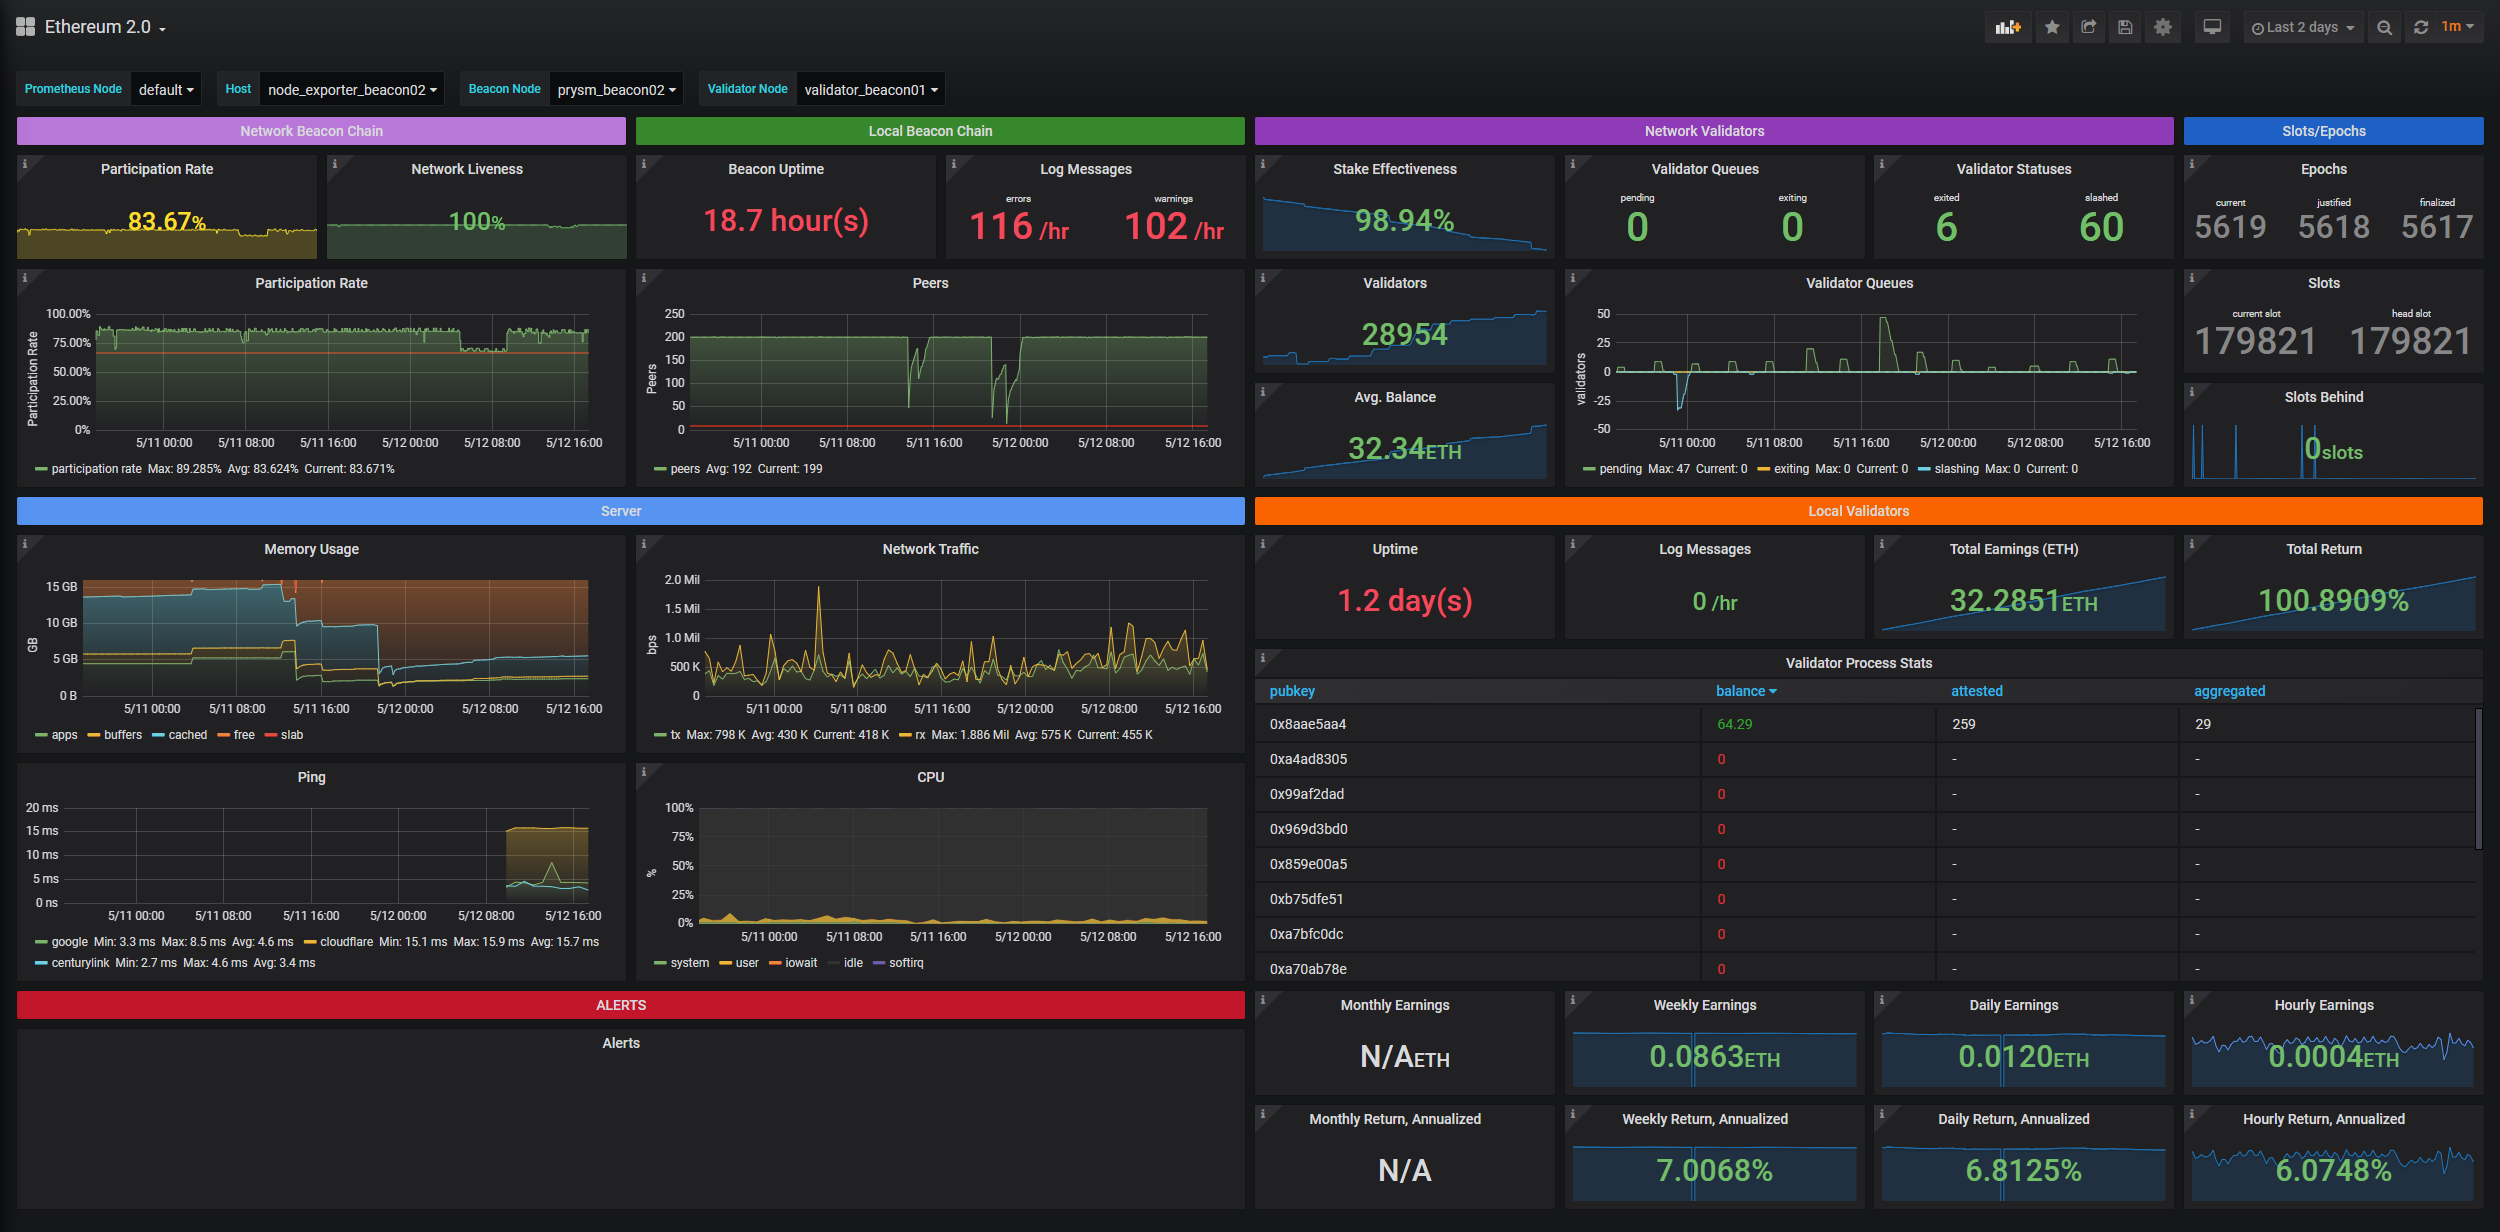 Ethereum 2.0
Last 2 days
1m
Prometheus Node default
Host node_exporter_beacon02
Beacon Node prysm_beacon02
Validator Node validator_beacon01
Network Beacon Chain
Participation Rate
83.67%
Network Liveness
100%
Participation Rate
Participation Rate
100.00%
75.00%
50.00%
25.00%
0%
5/11 00:00 5/11 08:00 5/11 16:00 5/12 00:00 5/12 08:00 5/12 16:00
participation rate Max: 89.285% Avg: 83.624% Current: 83.671%
Local Beacon Chain
Beacon Uptime
18.7 hour(s)
Log Messages
errors warnings
116 /hr 102 /hr
Peers
Peers
250
200
150
100
50
0
5/11 00:00 5/11 08:00 5/11 16:00 5/12 00:00 5/12 08:00 5/12 16:00
peers Avg: 192 Current: 199
Network Validators
Stake Effectiveness
98.94%
Validator Queues
pending exiting
0 0
Validator Statuses
exited slashed
6 60
Validators
28954
Avg. Balance
32.34ETH
Validator Queues
validators
50
25
0
-25
-50
5/11 00:00 5/11 08:00 5/11 16:00 5/12 00:00 5/12 08:00 5/12 16:00
pending Max: 47 Current: 0 exiting Max: 0 Current: 0 slashing Max: 0 Current: 0
Slots/Epochs
Epochs
current justified finalized
5619 5618 5617
Slots
current slot head slot
179821 179821
Slots Behind
0slots
Server
Memory Usage
GB
15 GB
10 GB
5 GB
0 B
5/11 00:00 5/11 08:00 5/11 16:00 5/12 00:00 5/12 08:00 5/12 16:00
apps buffers cached free slab
Network Traffic
bps
2.0 Mil
1.5 Mil
1.0 Mil
500 K
0
5/11 00:00 5/11 08:00 5/11 16:00 5/12 00:00 5/12 08:00 5/12 16:00
tx Max: 798 K Avg: 430 K Current: 418 K rx Max: 1.886 Mil Avg: 575 K Current: 455 K
Ping
20 ms
15 ms
10 ms
5 ms
0 ns
5/11 00:00 5/11 08:00 5/11 16:00 5/12 00:00 5/12 08:00 5/12 16:00
google Min: 3.3 ms Max: 8.5 ms Avg: 4.6 ms cloudflare Min: 15.1 ms Max: 15.9 ms Avg: 15.7 ms
centurylink Min: 2.7 ms Max: 4.6 ms Avg: 3.4 ms
CPU
%
100%
75%
50%
25%
0%
5/11 00:00 5/11 08:00 5/11 16:00 5/12 00:00 5/12 08:00 5/12 16:00
system user iowait idle softirq
Local Validators
Uptime
1.2 day(s)
Log Messages
0 /hr
Total Earnings (ETH)
32.2851ETH
Total Return
100.8909%
Validator Process Stats
pubkey balance attested aggregated
0x8aae5aa4 64.29 259 29
0xa4ad8305 0 - -
0x99af2dad 0 - -
0x969d3bd0 0 - -
0x859e00a5 0 - -
0xb75dfe51 0 - -
0xa7bfc0dc 0 - -
0xa70ab78e 0 - -
ALERTS
Alerts
Monthly Earnings
N/AETH
Weekly Earnings
0.0863ETH
Daily Earnings
0.0120ETH
Hourly Earnings
0.0004ETH
Monthly Return, Annualized
N/A
Weekly Return, Annualized
7.0068%
Daily Return, Annualized
6.8125%
Hourly Return, Annualized
6.0748%